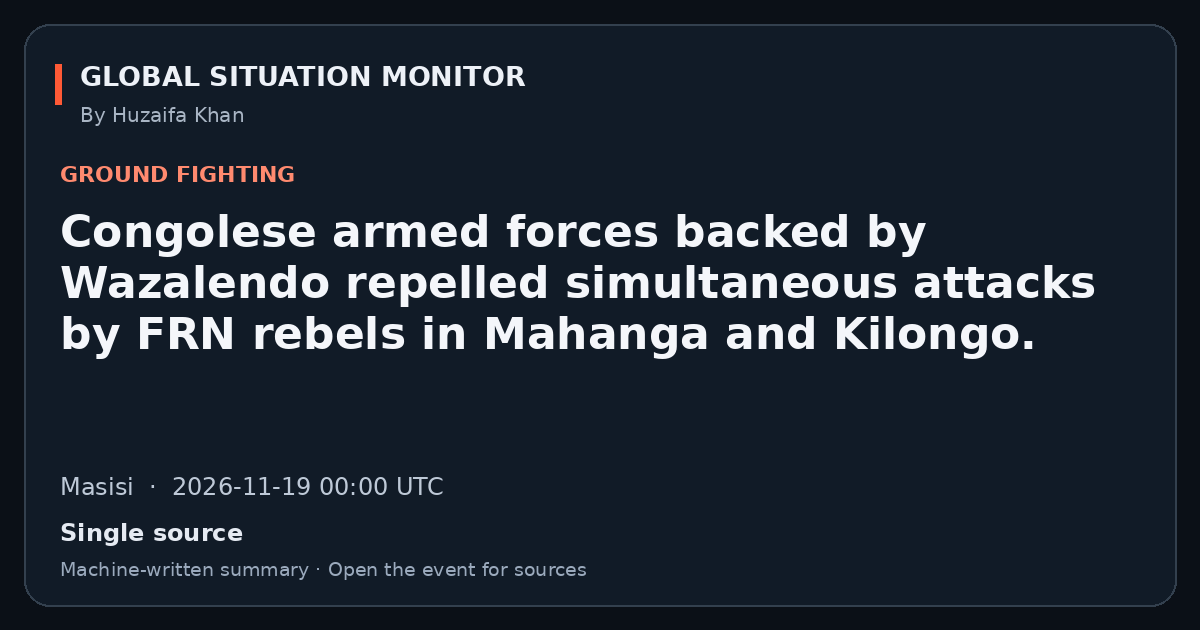 GLOBAL SITUATION MONITOR
By Huzaifa Khan
GROUND FIGHTING
Congolese armed forces backed by
Wazalendo repelled simultaneous attacks
by FRN rebels in Mahanga and Kilongo.
Masisi · 2026-11-19 00:00 UTC
Single source
Machine-written summary · Open the event for sources